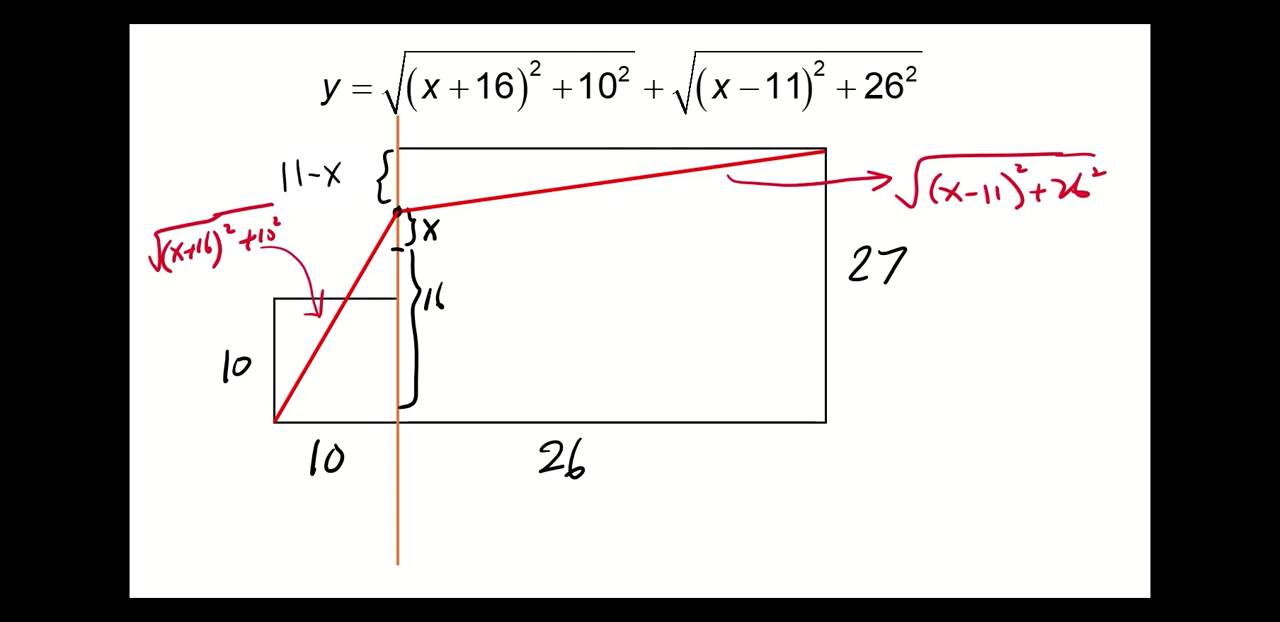 y = √((x + 16)² + 10²) + √((x − 11)² + 26²)
11-x
√((x-11)²+26²)
√((x+16)²+10²)
x
27
16
10
10
26